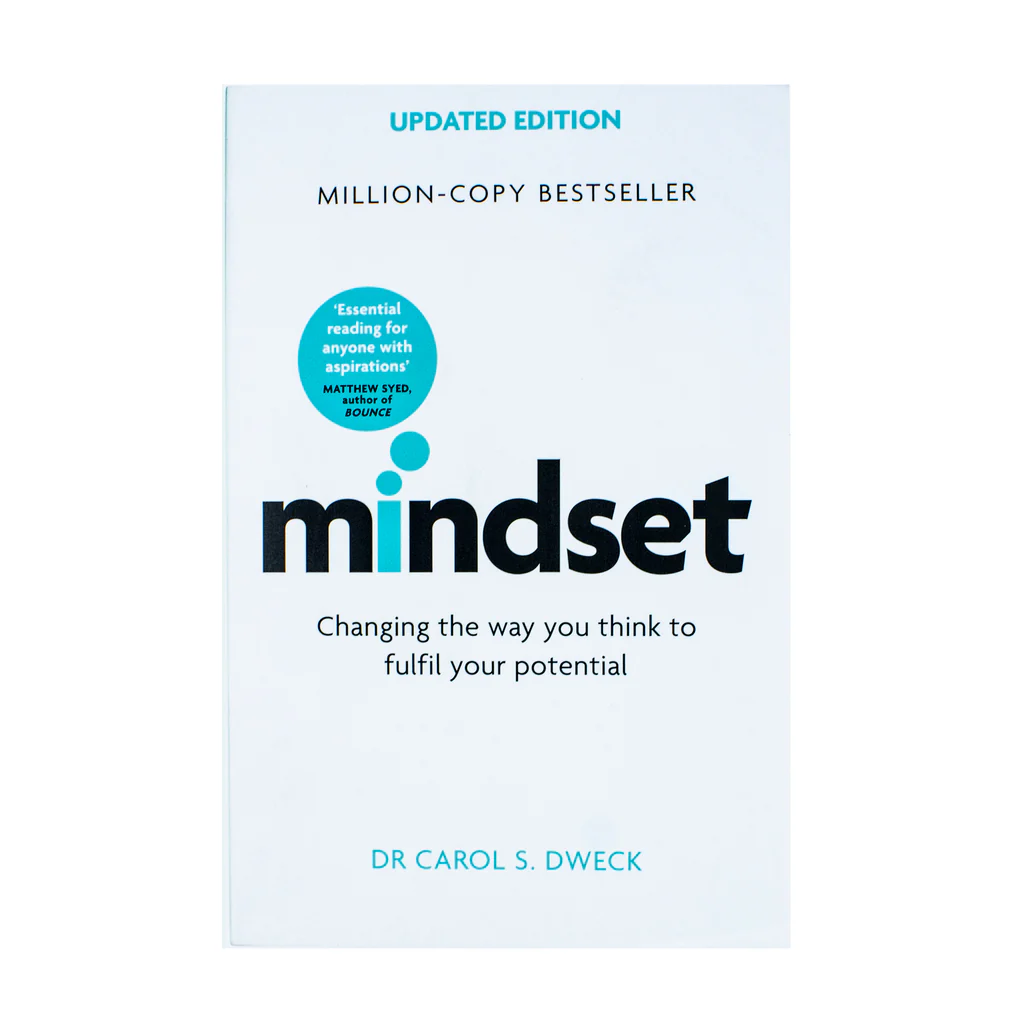 UPDATED EDITION
MILLION-COPY BESTSELLER
‘Essential
reading for
anyone with
aspirations’
MATTHEW SYED,
author of
BOUNCE
mindset
Changing the way you think to
fulfil your potential
DR CAROL S. DWECK